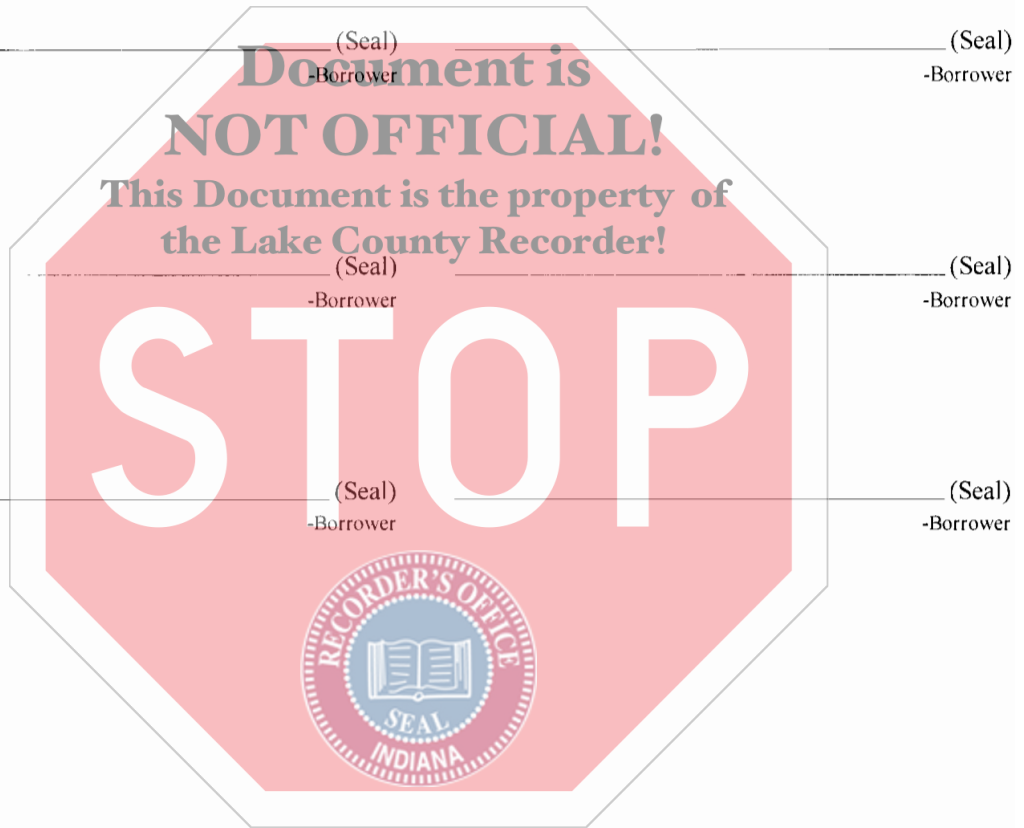 (Seal) (Seal)
-Borrower -Borrower
Document is
NOT OFFICIAL!
This Document is the property of
the Lake County Recorder!
(Seal) (Seal)
-Borrower -Borrower
STOP
(Seal) (Seal)
-Borrower -Borrower
RECORDER'S OFFICE
SEAL
INDIANA